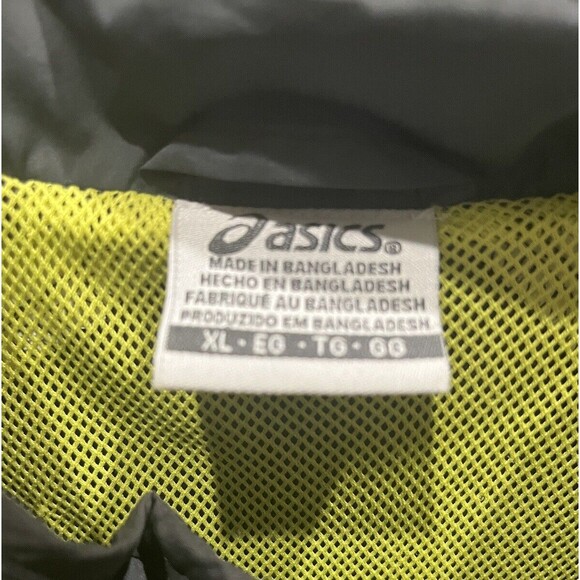 asics®
MADE IN BANGLADESH
HECHO EN BANGLADESH
FABRIQUÉ AU BANGLADESH
PRODUZIDO EM BANGLADESH
XL · EG · TG · GG